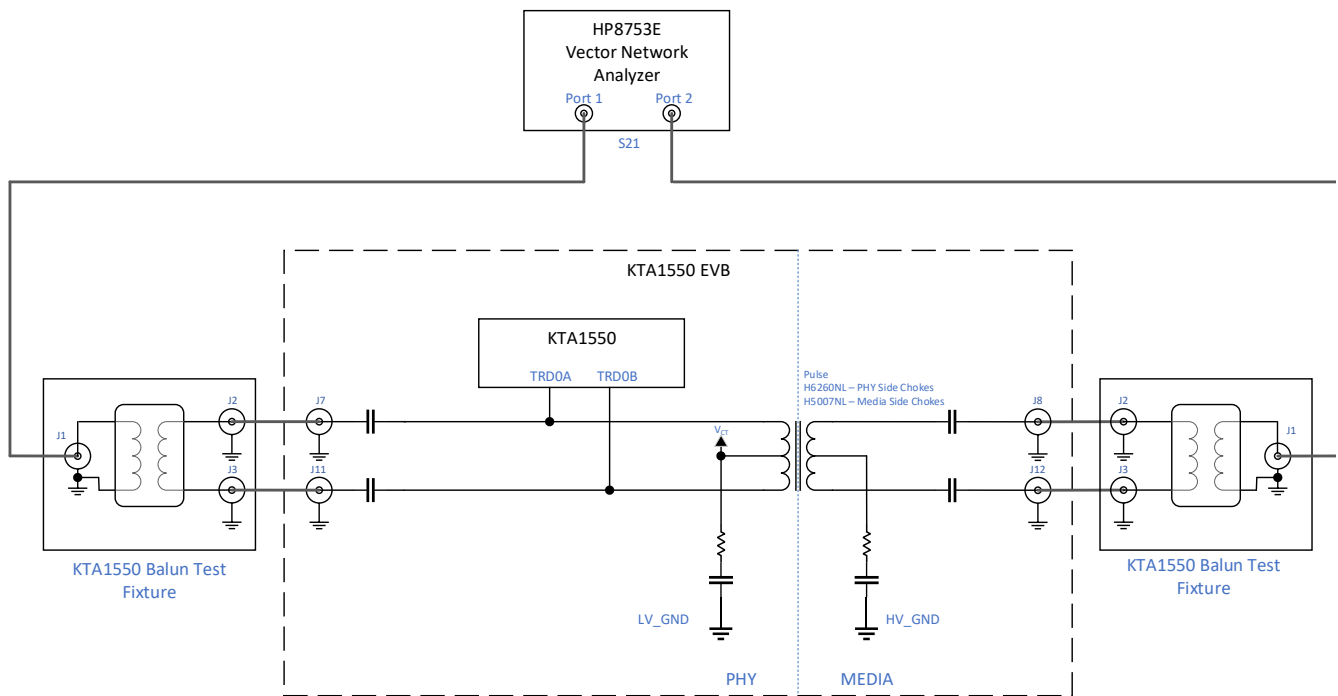 HP8753E
Vector Network
Analyzer
Port 1
Port 2
S21
KTA1550 EVB
KTA1550
TRD0A
TRD0B
Pulse
H6260NL – PHY Side Chokes
H5007NL – Media Side Chokes
J2
J7
J8
J2
J1
VCT
J1
J3
J11
J12
J3
KTA1550 Balun Test
Fixture
KTA1550 Balun Test
Fixture
LV_GND
HV_GND
PHY
MEDIA